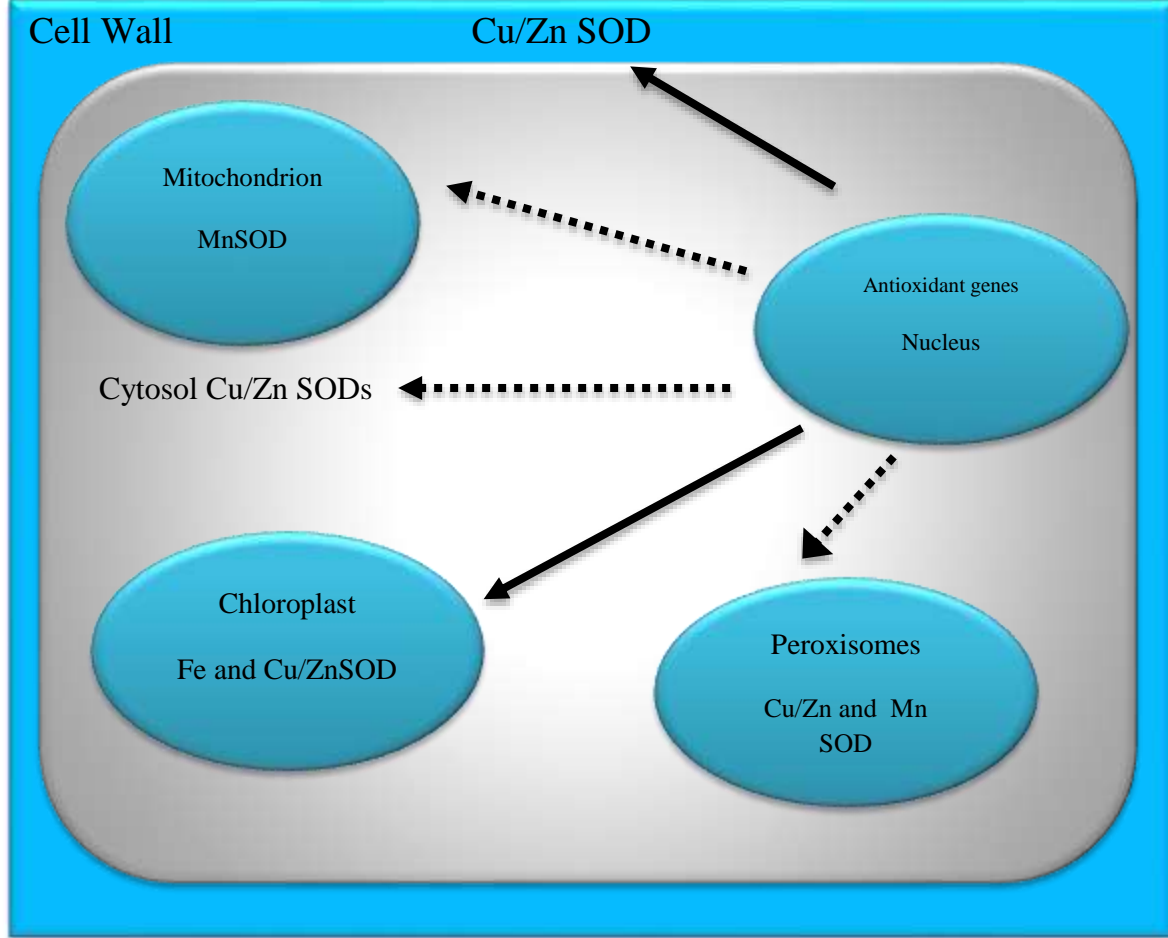 Cell Wall
Cu/Zn SOD
Mitochondrion
MnSOD
Antioxidant genes
Nucleus
Cytosol Cu/Zn SODs
Chloroplast
Fe and Cu/ZnSOD
Peroxisomes
Cu/Zn and Mn
SOD